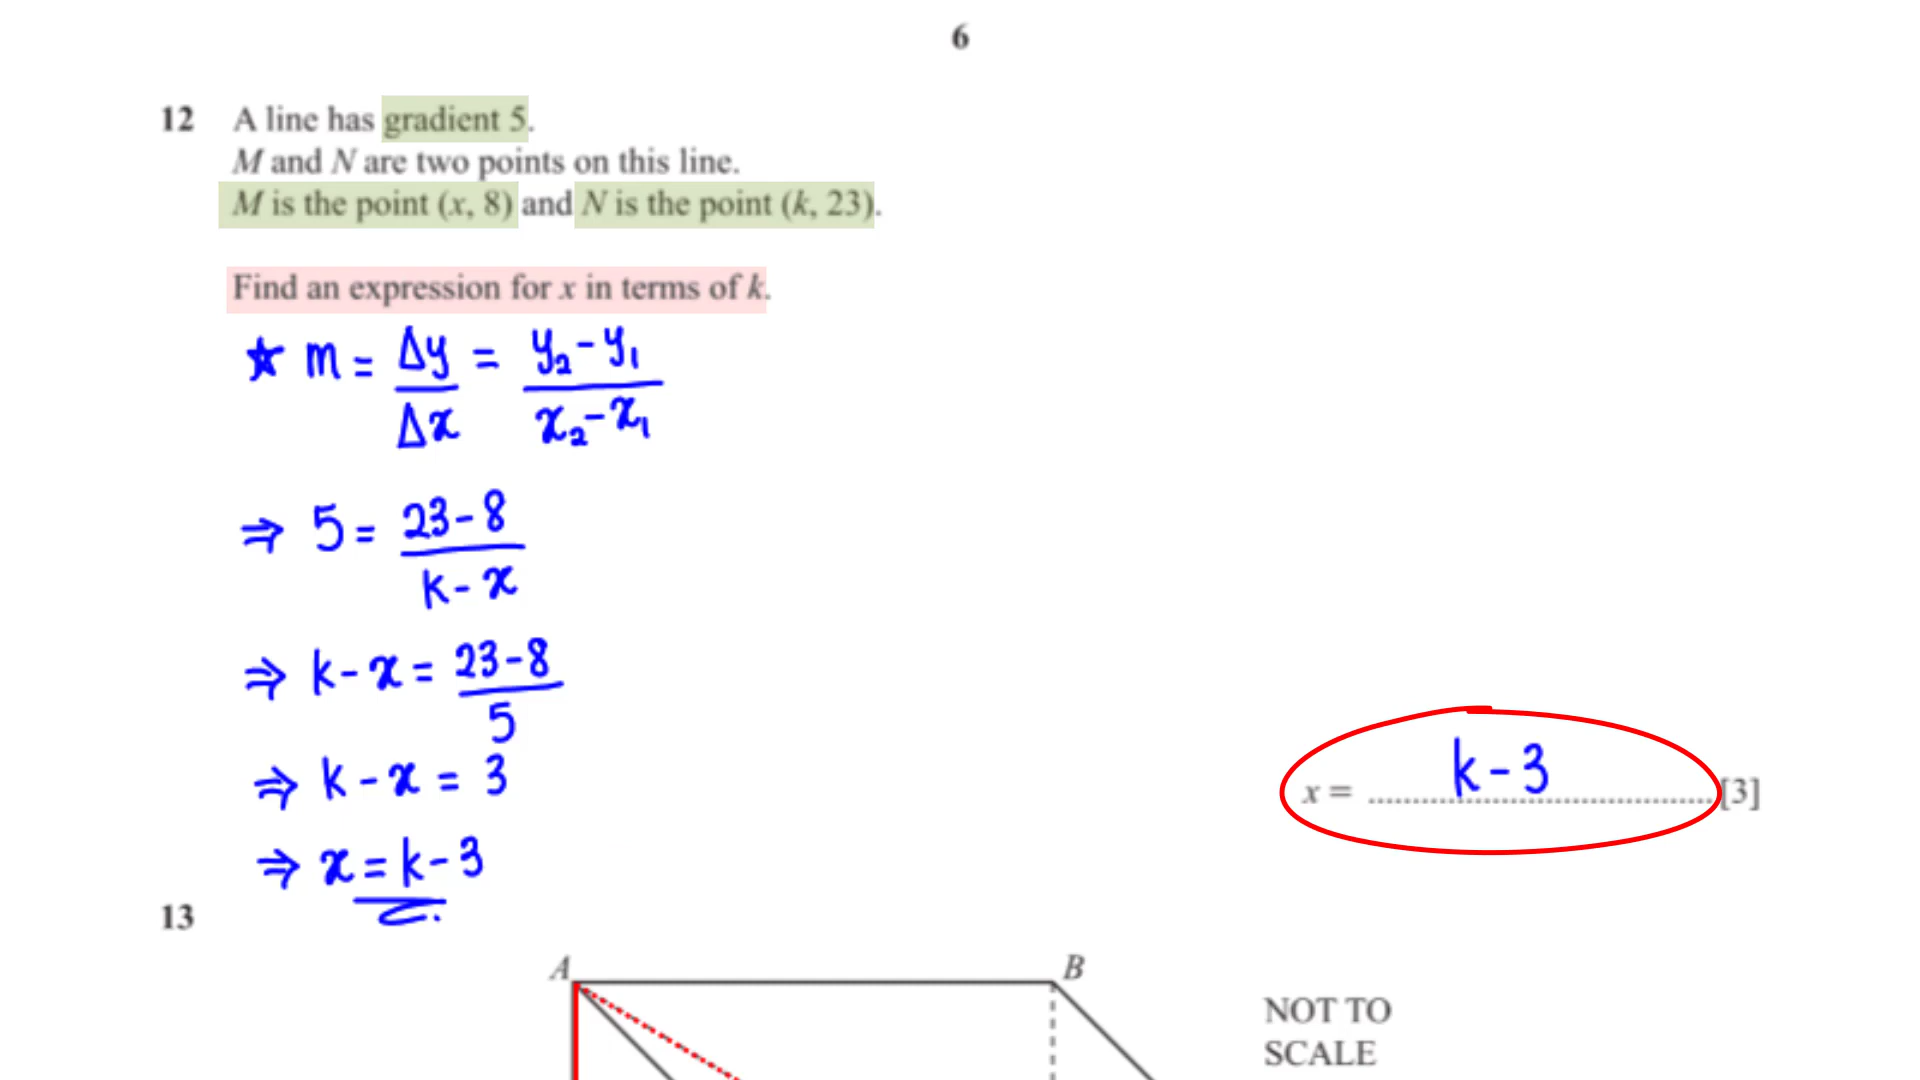 6
12 A line has gradient 5.
M and N are two points on this line.
M is the point (x, 8) and N is the point (k, 23).
Find an expression for x in terms of k.
★ m = Δy/Δx = y₂-y₁/x₂-x₁
⇒ 5 = 23-8/k-x
⇒ k-x = 23-8/5
⇒ k-x = 3
⇒ x = k-3
x = k-3 [3]
13
A B
NOT TO
SCALE